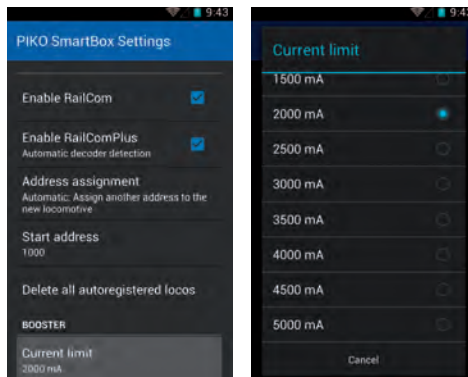 9:43
PIKO SmartBox Settings
Enable RailCom
Enable RailComPlus
Automatic decoder detection
Address assignment
Automatic: Assign another address to the
new locomotive
Start address
1000
Delete all autoregistered locos
BOOSTER
Current limit
2000 mA
9:43
Current limit
1500 mA
2000 mA
2500 mA
3000 mA
3500 mA
4000 mA
4500 mA
5000 mA
Cancel